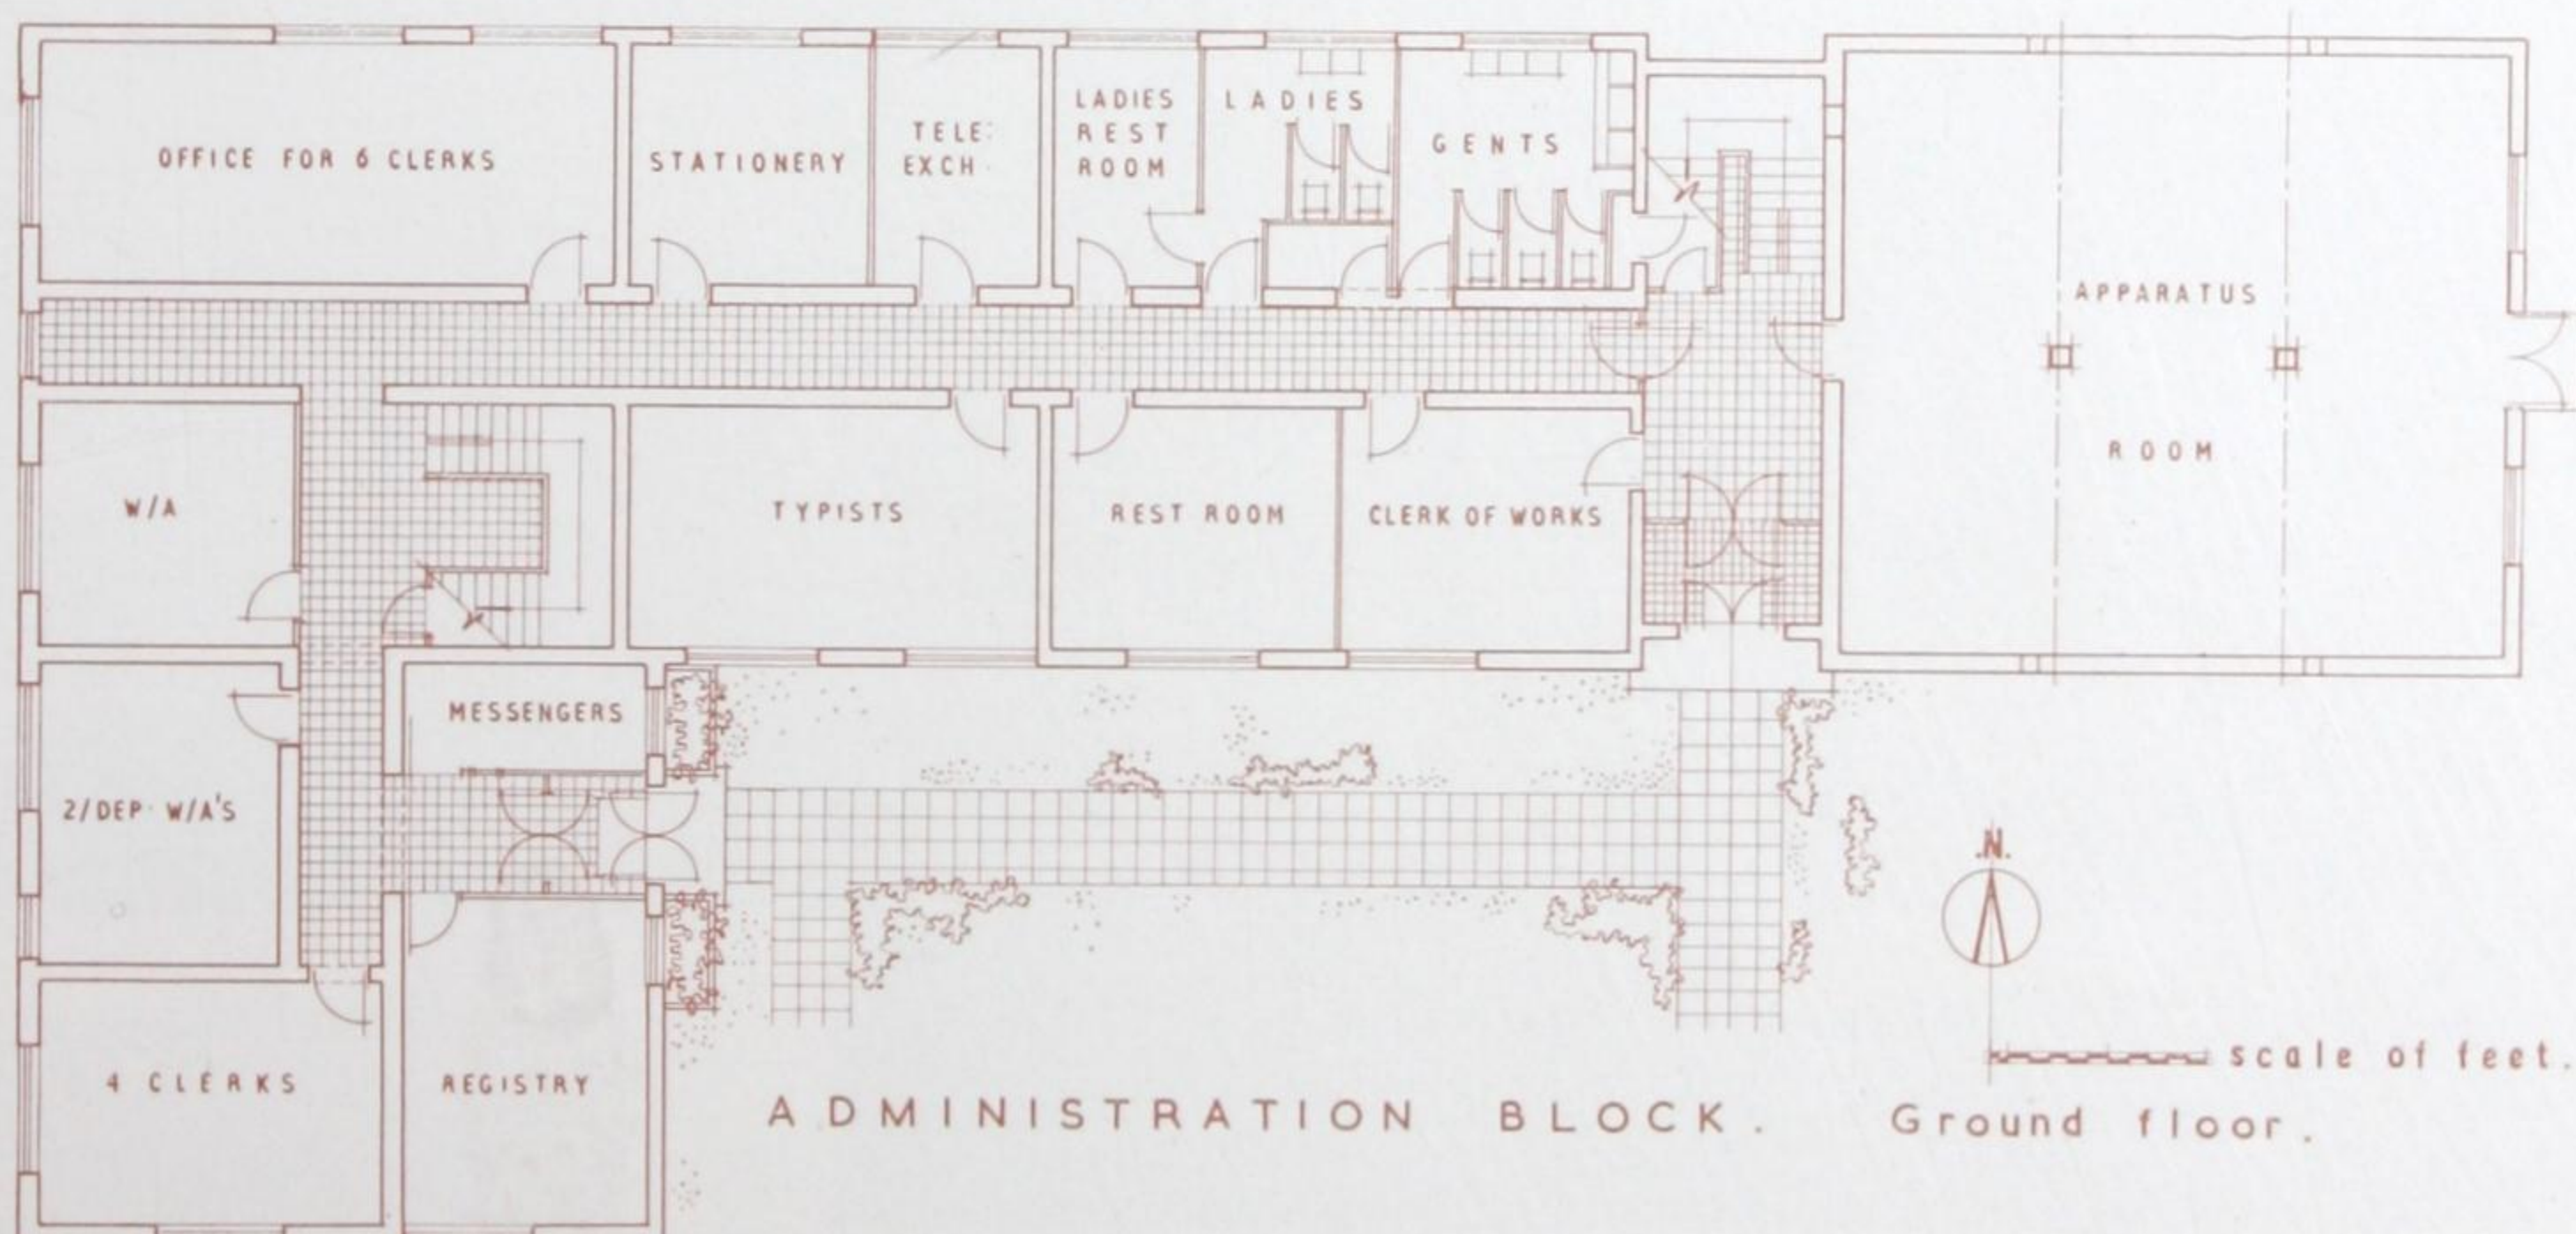 OFFICE FOR 6 CLERKS
STATIONERY
TELE:
EXCH.
LADIES
REST
ROOM
LADIES
GENTS
APPARATUS
ROOM
W/A
TYPISTS
REST ROOM
CLERK OF WORKS
MESSENGERS
2/DEP. W/A'S
.N.
4 CLERKS
REGISTRY
scale of feet.
ADMINISTRATION BLOCK. Ground floor.